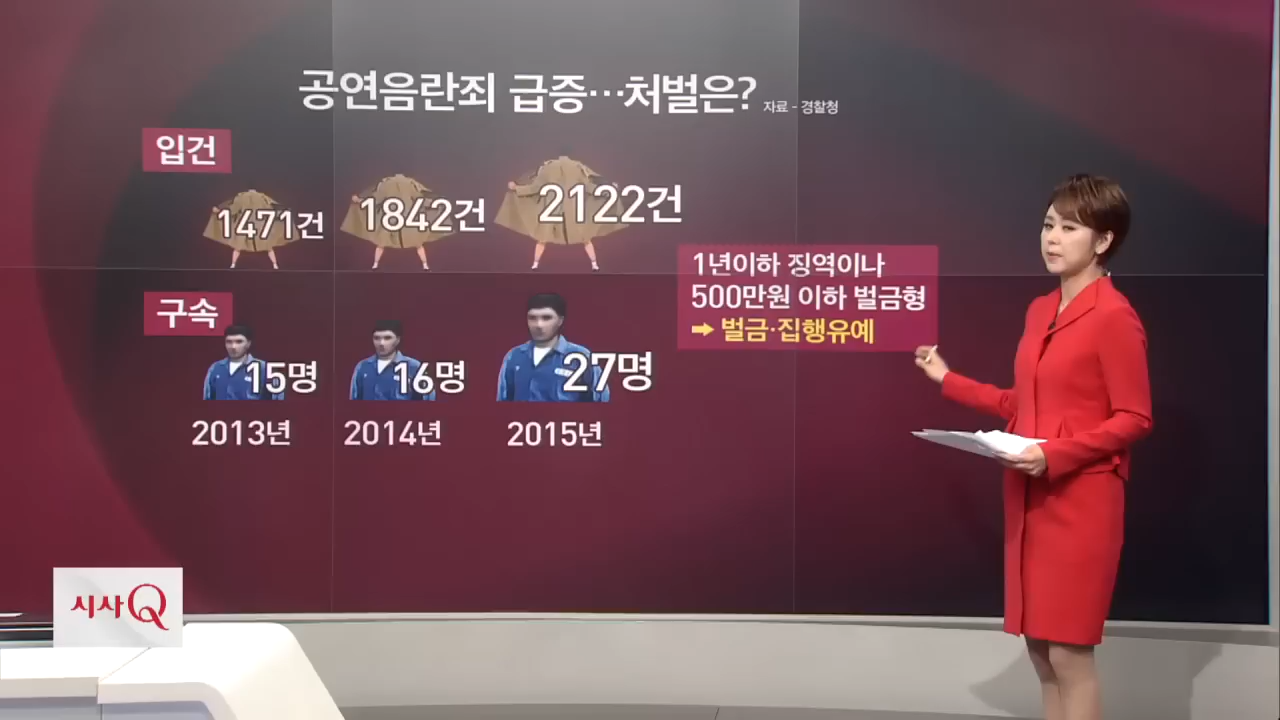 공연음란죄 급증…처벌은?
자료 - 경찰청
입건
1471건
1842건
2122건
구속
15명
16명
27명
2013년
2014년
2015년
1년이하 징역이나
500만원 이하 벌금형
➡ 벌금·집행유예
시사Q